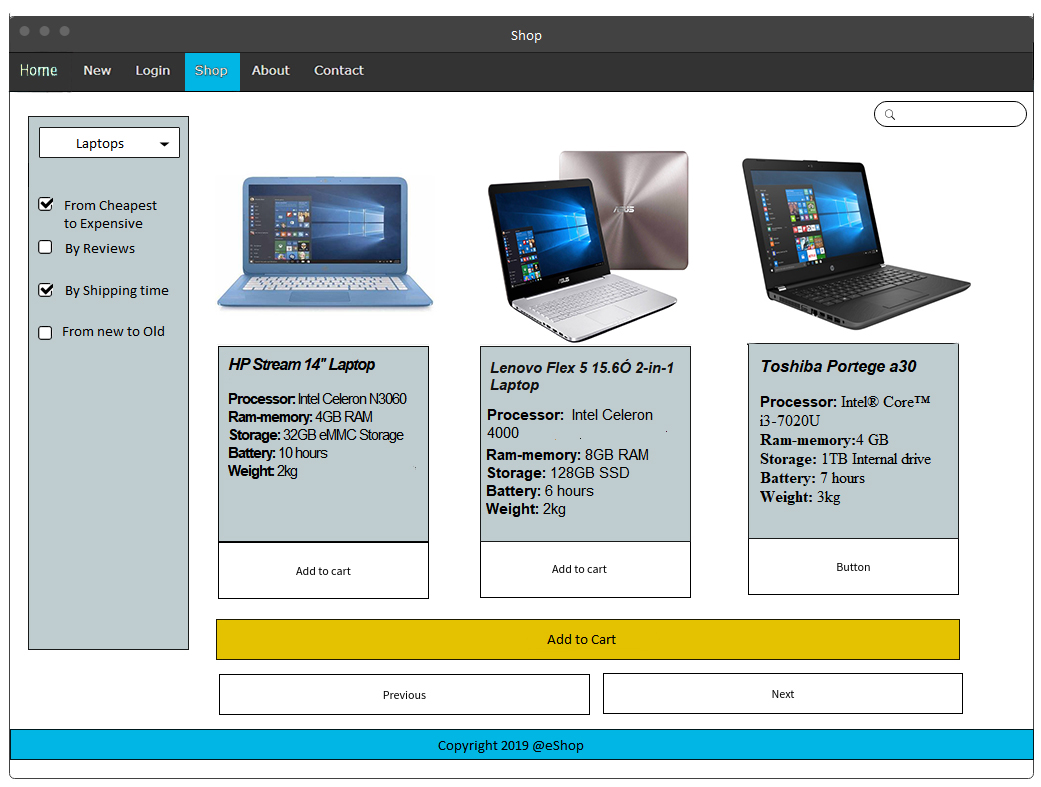 Shop
Home New Login Shop About Contact
Laptops
From Cheapest
to Expensive
By Reviews
By Shipping time
From new to Old
ASUS
ASUS
HP Stream 14" Laptop
Processor: Intel Celeron N3060
Ram-memory: 4GB RAM
Storage: 32GB eMMC Storage
Battery: 10 hours
Weight: 2kg
Add to cart
Lenovo Flex 5 15.6Ó 2-in-1
Laptop
Processor: Intel Celeron
4000
Ram-memory: 8GB RAM
Storage: 128GB SSD
Battery: 6 hours
Weight: 2kg
Add to cart
Toshiba Portege a30
Processor: Intel® Core™
i3-7020U
Ram-memory:4 GB
Storage: 1TB Internal drive
Battery: 7 hours
Weight: 3kg
Button
Add to Cart
Previous
Next
Copyright 2019 @eShop